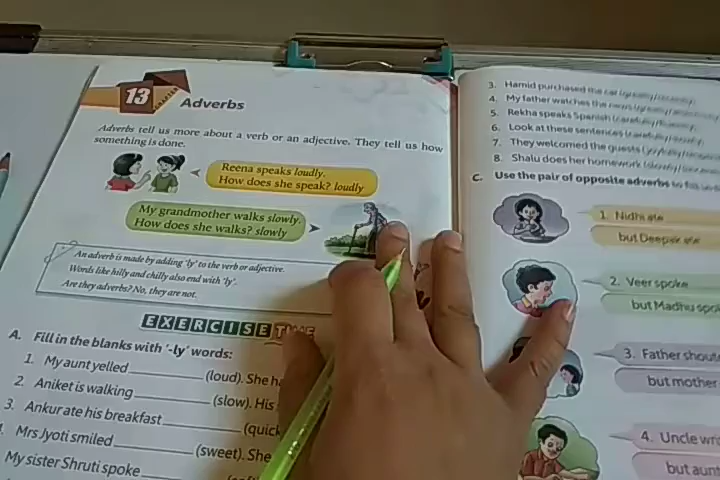 13
CHAPTER
Adverbs
Adverbs tell us more about a verb or an adjective. They tell us how
something is done.
Reena speaks loudly.
How does she speak? loudly
My grandmother walks slowly.
How does she walks? slowly
An adverb is made by adding 'ly' to the verb or adjective.
Words like hilly and chilly also end with 'ly'.
Are they adverbs? No, they are not.
EXERCISE TIME
A. Fill in the blanks with '-ly' words:
1. My aunt yelled (loud). She
2. Aniket is walking (slow). His
3. Ankur ate his breakfast (quick
Mrs Jyoti smiled (sweet). She
My sister Shruti spoke
3. Hamid purchased the car
4. My father watches the news
5. Rekha speaks Spanish (carefully/
6. Look at these sentences (carefully/
7. They welcomed the guests (joyfully/
8. Shalu does her homework (slowly/
C. Use the pair of opposite adverbs to
1. Nidhi ate
but Deepak ate
2. Veer spoke
but Madhu
3. Father
but mother
4. Uncle
but aunt